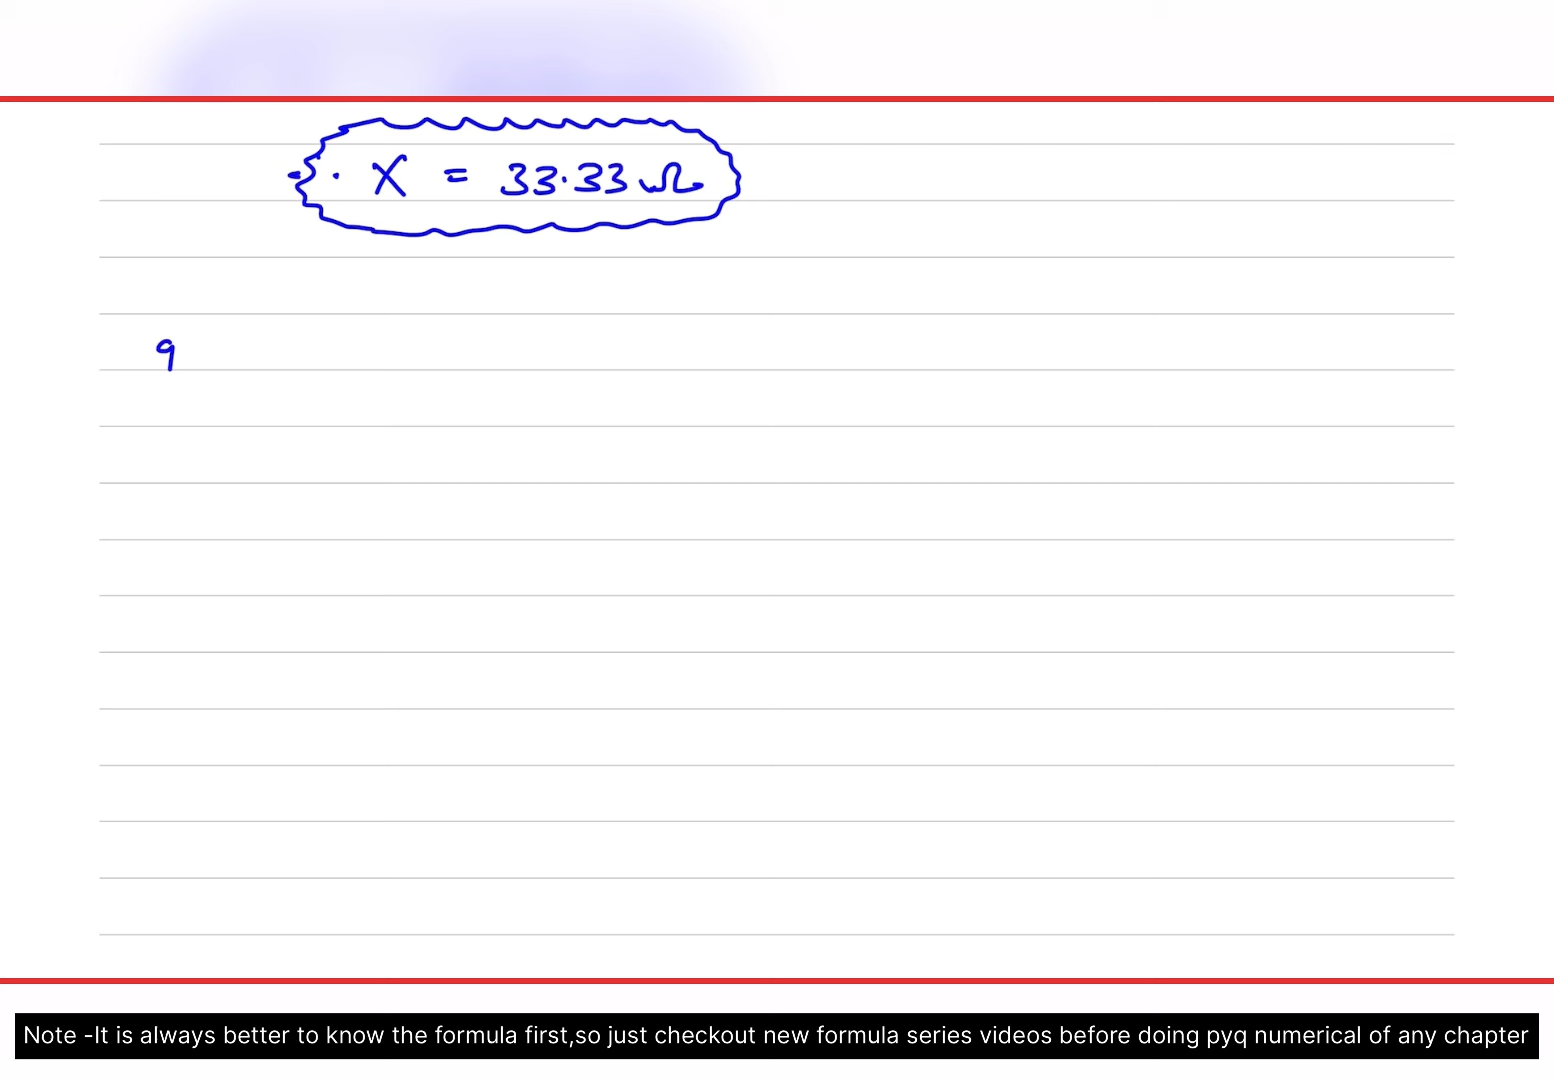 ∴ X = 33.33 Ω
9
Note -It is always better to know the formula first,so just checkout new formula series videos before doing pyq numerical of any chapter